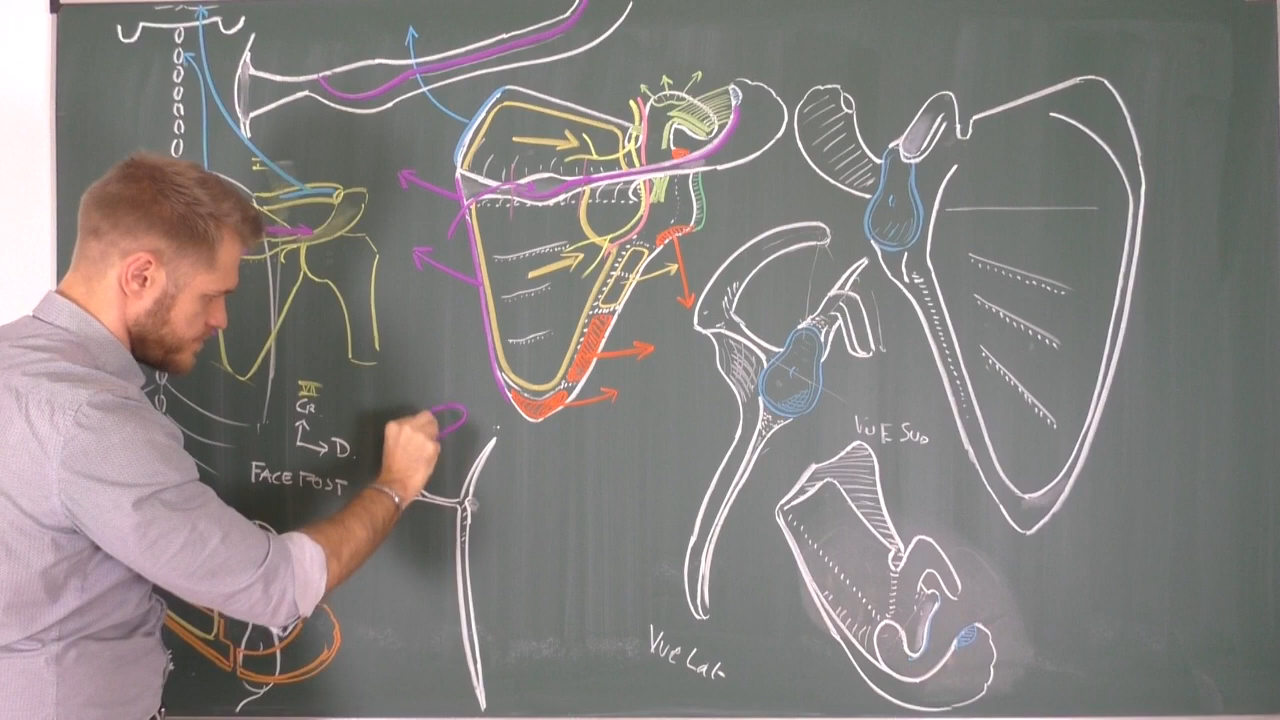 VII
CR.
D.
FACE POST
VUE SUP
VUE Lat